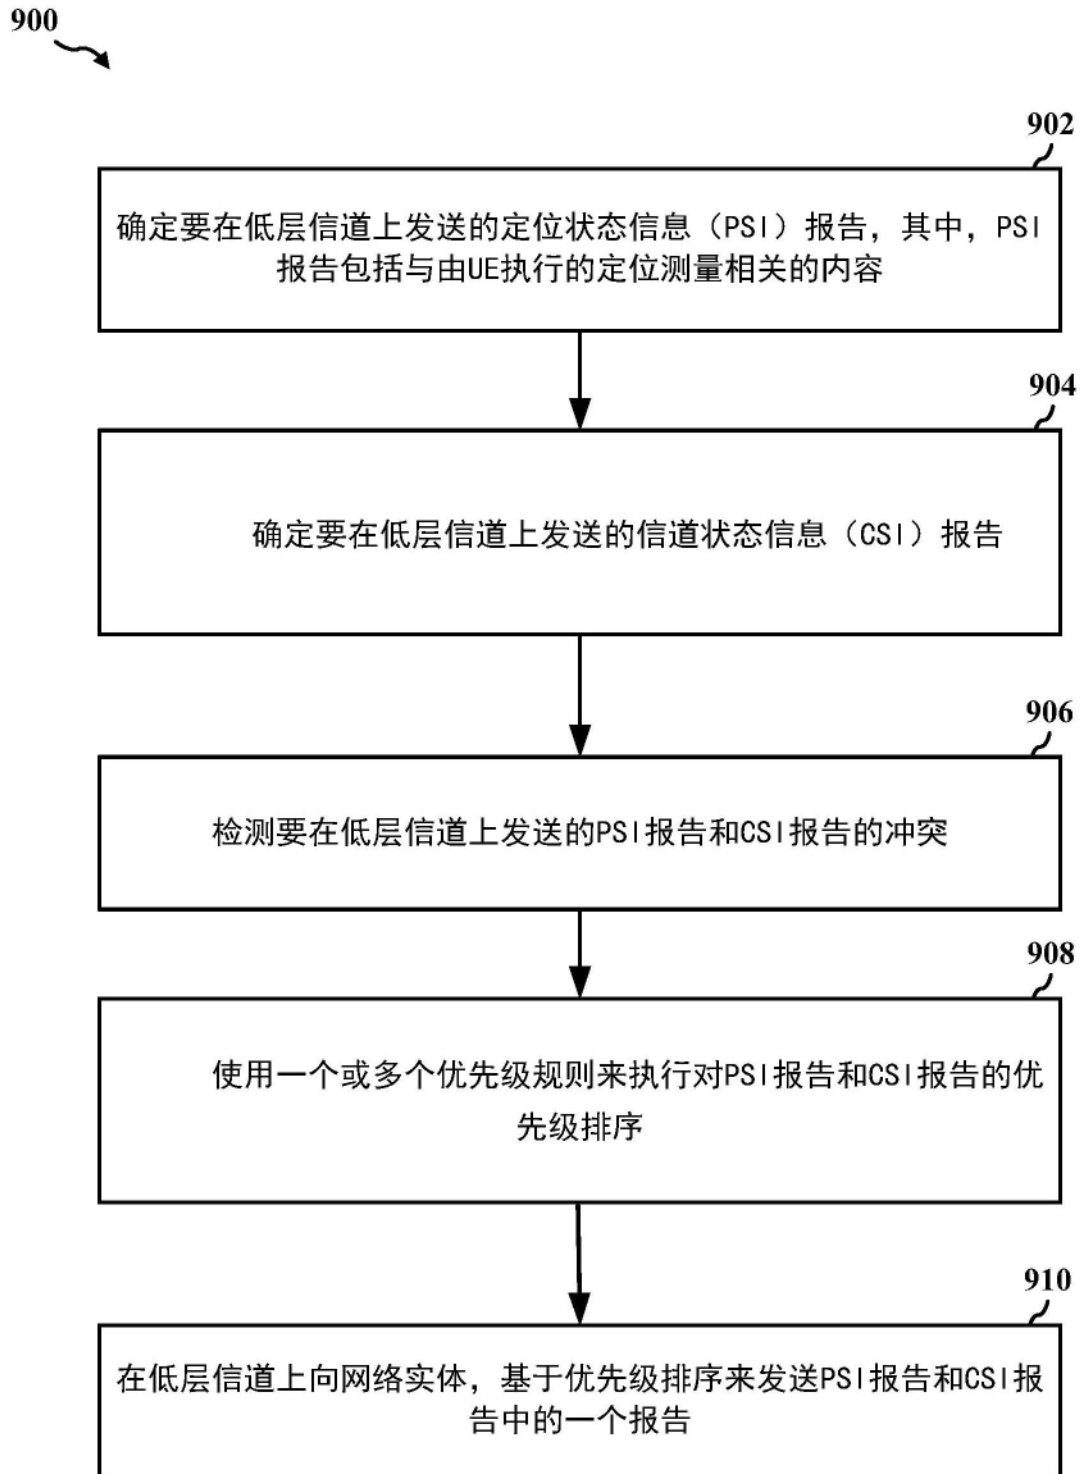 900
902
确定要在低层信道上发送的定位状态信息（PSI）报告，其中，PSI
报告包括与由UE执行的定位测量相关的内容
904
确定要在低层信道上发送的信道状态信息（CSI）报告
906
检测要在低层信道上发送的PSI报告和CSI报告的冲突
908
使用一个或多个优先级规则来执行对PSI报告和CSI报告的优
先级排序
910
在低层信道上向网络实体，基于优先级排序来发送PSI报告和CSI报
告中的一个报告